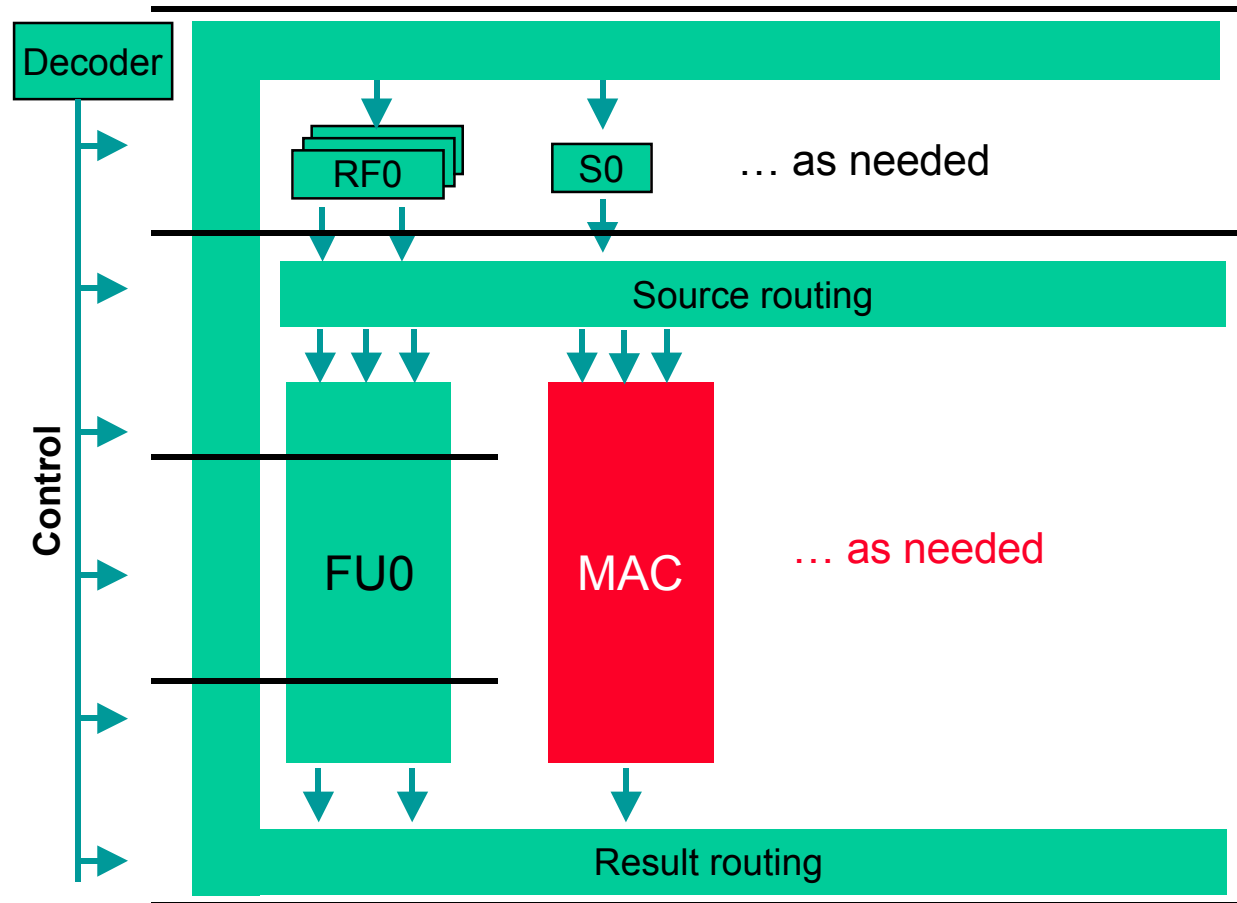 Decoder
RF0
S0
… as needed
Source routing
Control
FU0
MAC
… as needed
Result routing